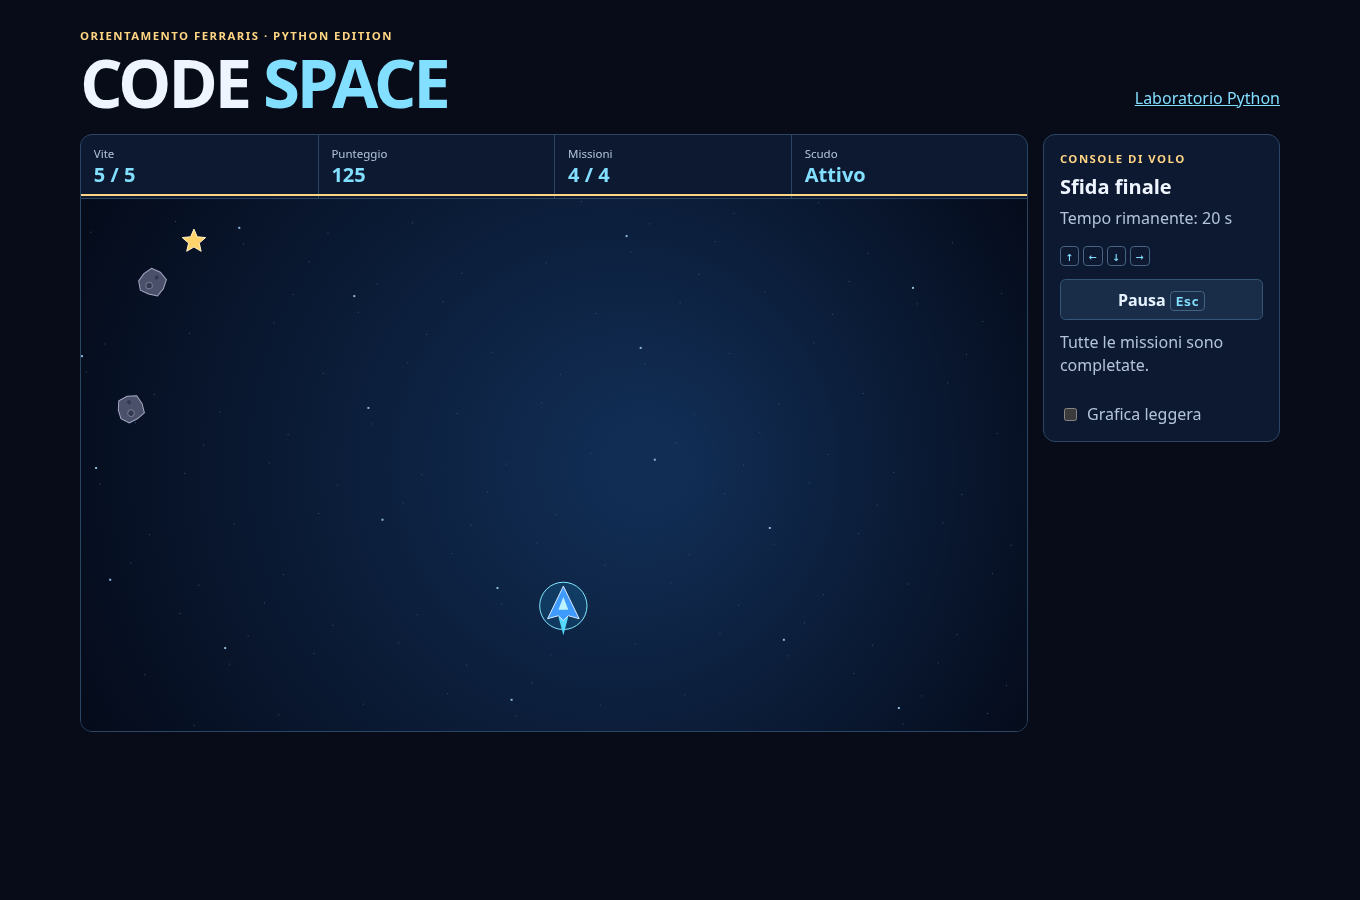 ORIENTAMENTO FERRARIS · PYTHON EDITION
CODE SPACE
Laboratorio Python
Vite
5 / 5
Punteggio
125
Missioni
4 / 4
Scudo
Attivo
CONSOLE DI VOLO
Sfida finale
Tempo rimanente: 20 s
↑ ← ↓ →
Pausa Esc
Tutte le missioni sono
completate.
Grafica leggera